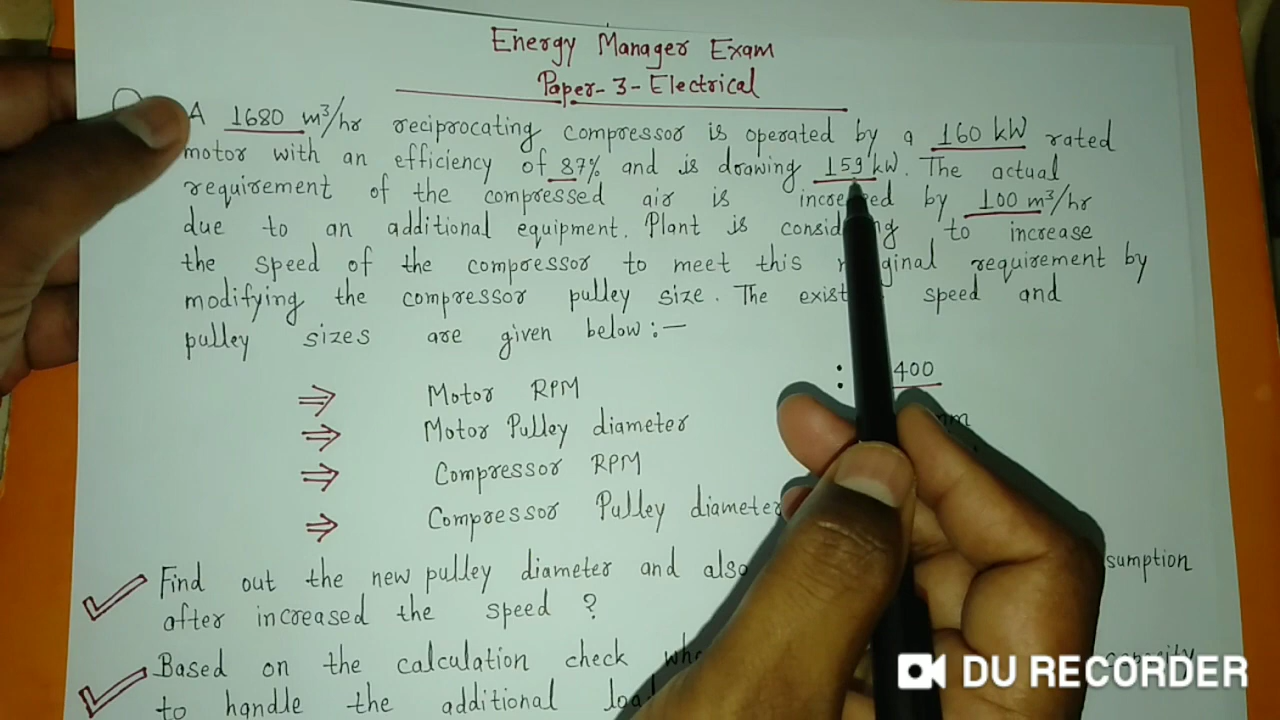 Energy Manager Exam
Paper-3-Electrical
A 1680 m³/hr reciprocating compressor is operated by a 160 kW rated
motor with an efficiency of 87% and is drawing 159 kW. The actual
requirement of the compressed air is increased by 100 m³/hr
due to an additional equipment. Plant is to increase
the speed of the compressor to meet this requirement by
modifying the compressor pulley size. The speed and
pulley sizes are given below:—
⇒ Motor RPM : 400
⇒ Motor Pulley diameter mm
⇒ Compressor RPM
⇒ Compressor Pulley diameter
✓ Find out the new pulley diameter and also
after increased the speed ?
✓ Based on the calculation check capacity
to handle the additional
DU RECORDER